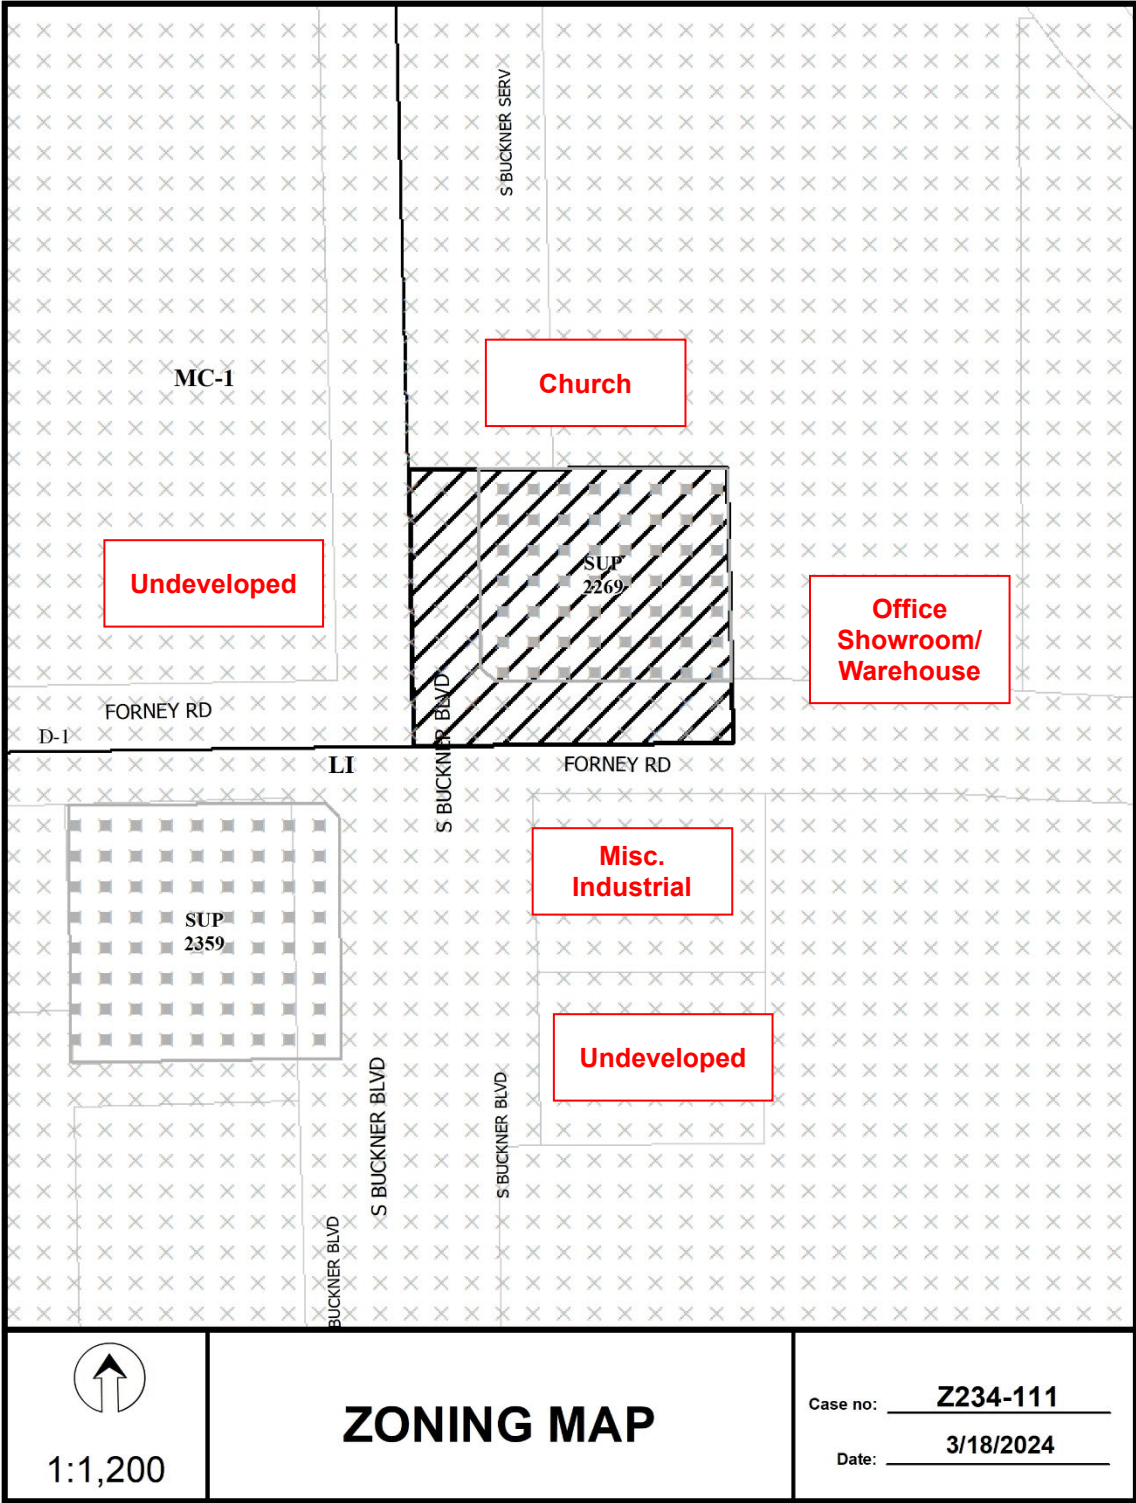 S BUCKNER SERV
MC-1
Church
Undeveloped
SUP
2269
Office
Showroom/
Warehouse
FORNEY RD
S BUCKNER BLVD
D-1
LI
FORNEY RD
Misc.
Industrial
SUP
2359
Undeveloped
S BUCKNER BLVD
S BUCKNER BLVD
BUCKNER BLVD
1:1,200
ZONING MAP
Case no: Z234-111
Date: 3/18/2024